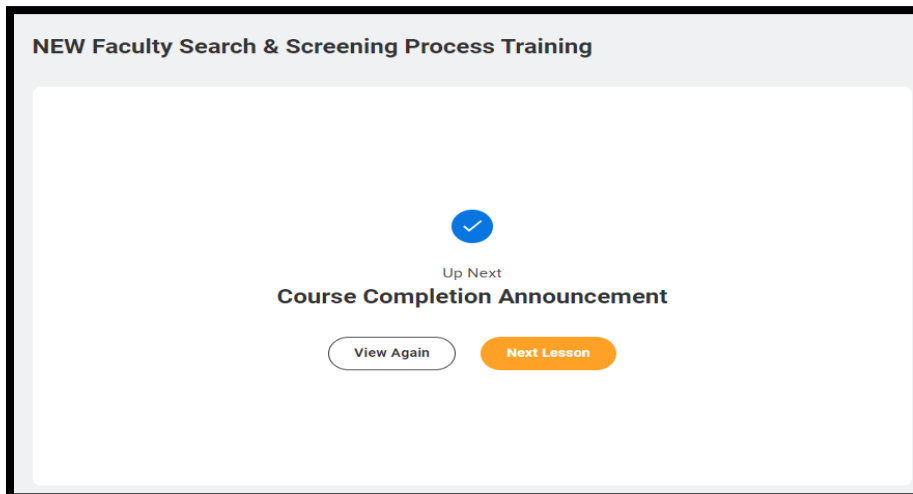 NEW Faculty Search & Screening Process Training
Up Next
Course Completion Announcement
View Again
Next Lesson